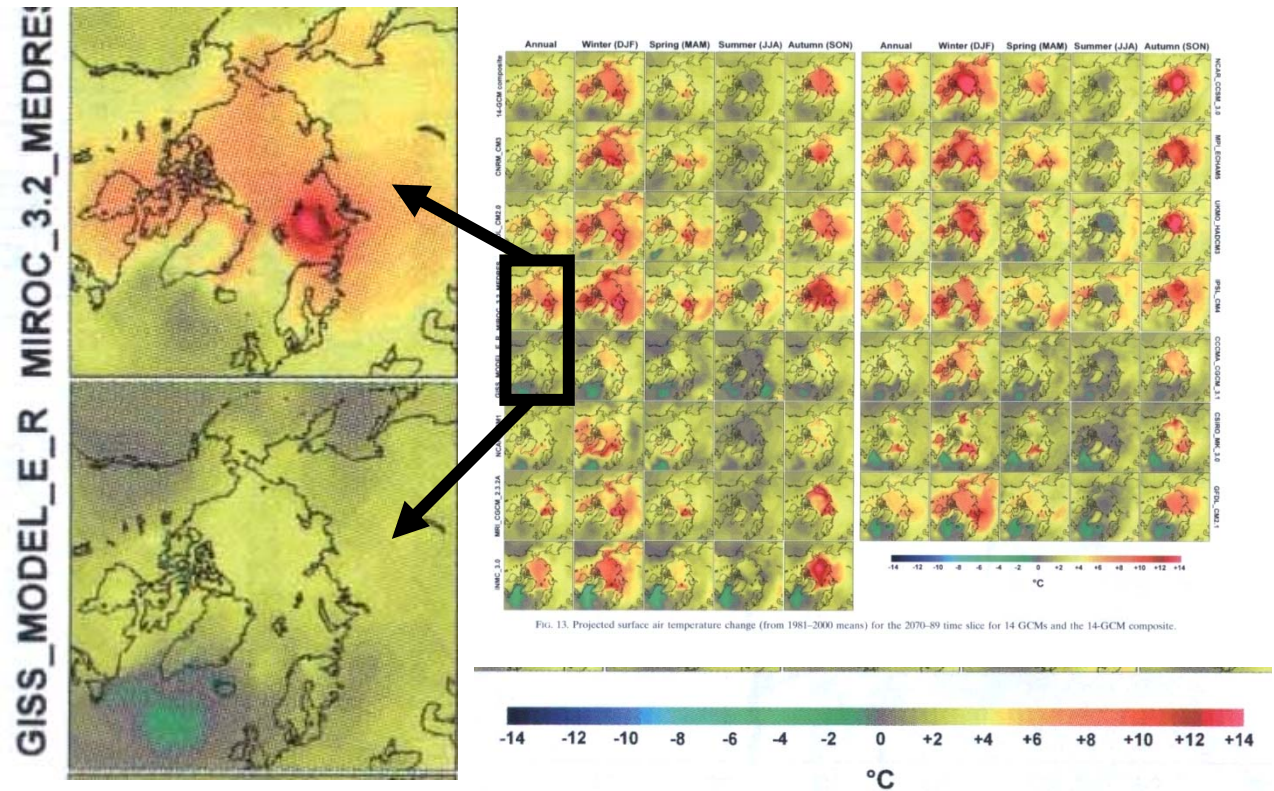 MIROC_3.2_MEDRES
GISS_MODEL_E_R
Annual Winter (DJF) Spring (MAM) Summer (JJA) Autumn (SON)
14-GCM composite
CNRM_CM3
CM2.0
MIROC_3.2_MEDRES
GISS_MODEL_E_R
MRI_CGCM_2.3.2A
INMC_3.0
Annual Winter (DJF) Spring (MAM) Summer (JJA) Autumn (SON)
NCAR_CCSM_3.0
MPI_ECHAM5
UKMO_HADCM3
IPSL_CM4
CCCMA_CGCM_3.1
CSIRO_MK_3.0
GFDL_CM2.1
-14 -12 -10 -8 -6 -4 -2 0 +2 +4 +6 +8 +10 +12 +14
°C
FIG. 13. Projected surface air temperature change (from 1981–2000 means) for the 2070–89 time slice for 14 GCMs and the 14-GCM composite.
-14 -12 -10 -8 -6 -4 -2 0 +2 +4 +6 +8 +10 +12 +14
°C